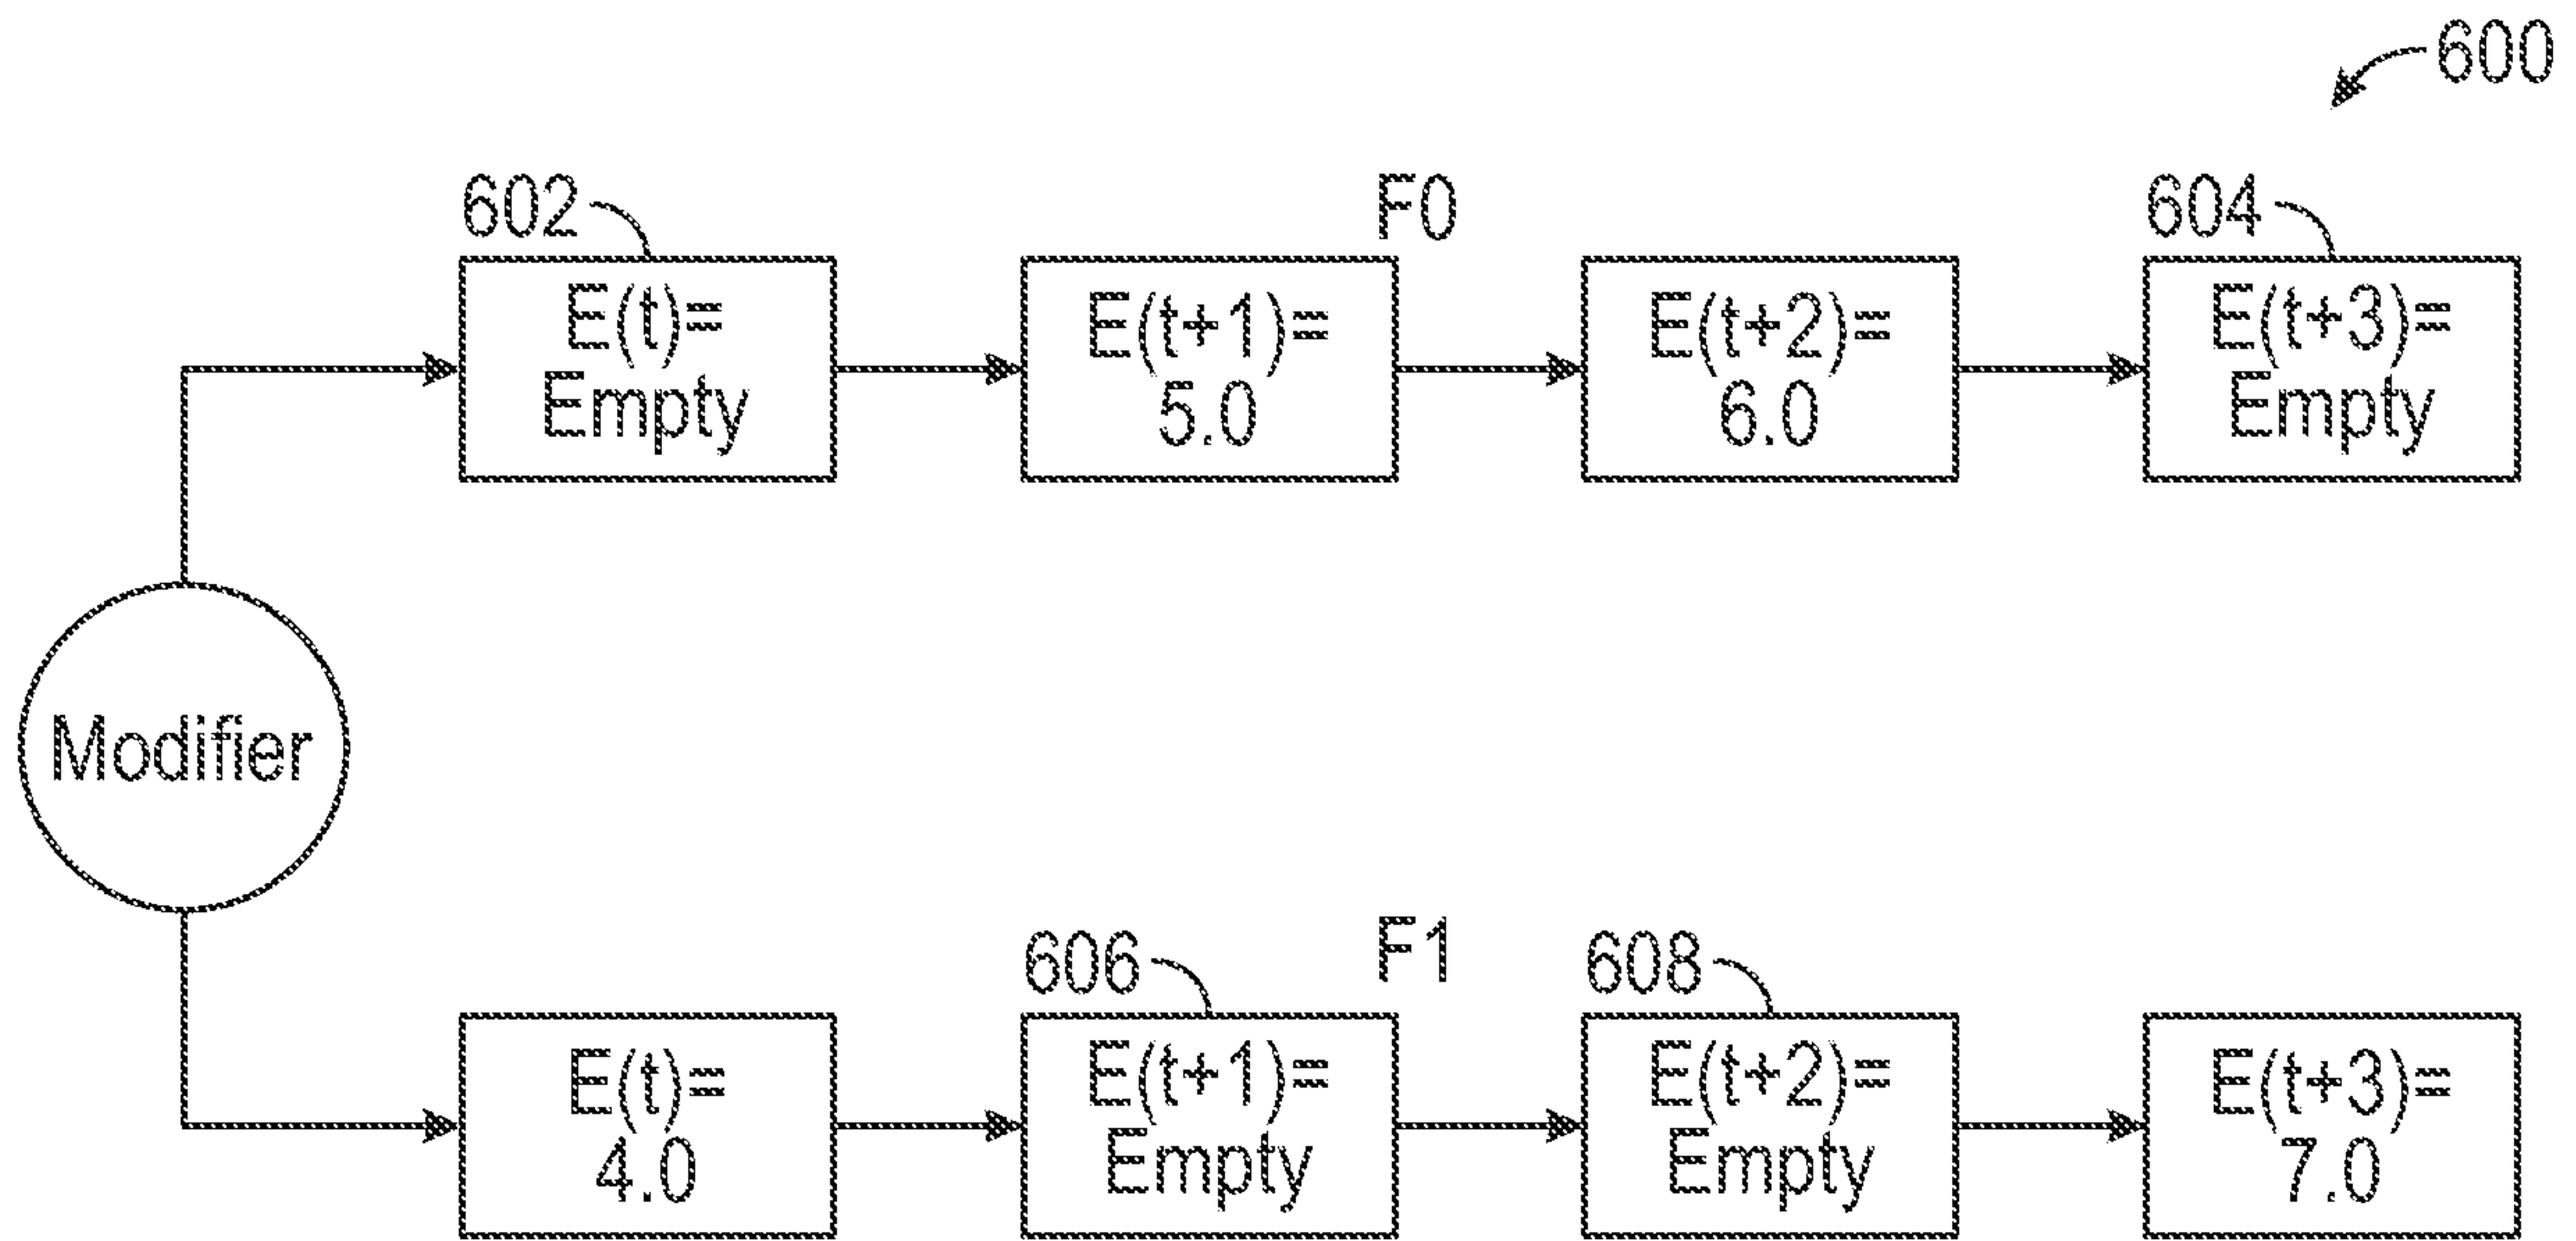 600
602
F0
604
E(t)=
Empty
E(t+1)=
5.0
E(t+2)=
6.0
E(t+3)=
Empty
Modifier
606
F1
608
E(t)=
4.0
E(t+1)=
Empty
E(t+2)=
Empty
E(t+3)=
7.0